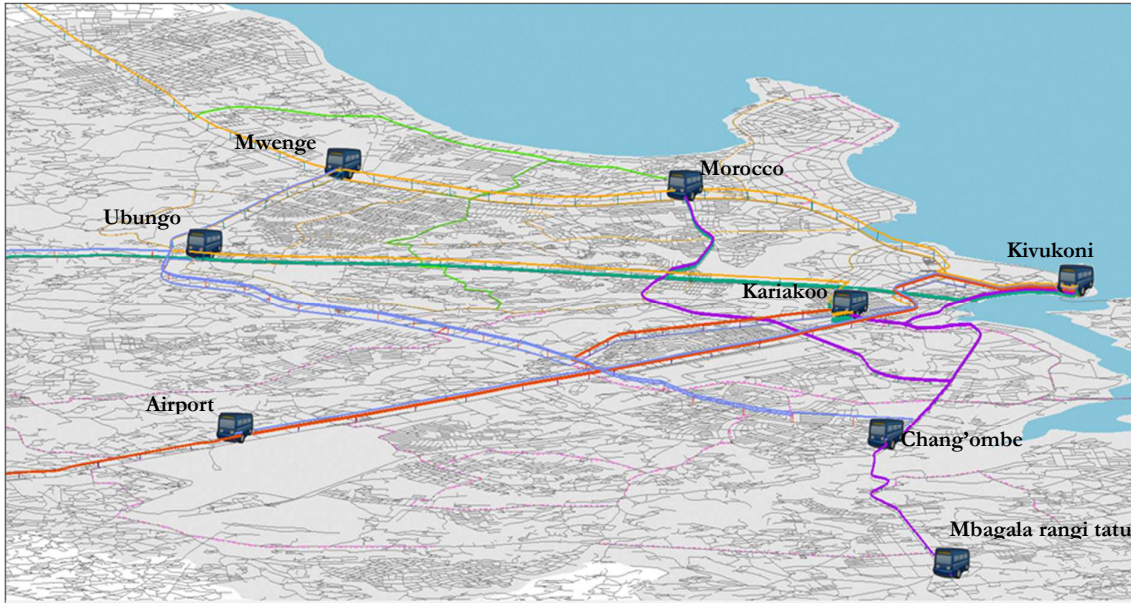 Mwenge
Morocco
Ubungo
Kivukoni
Kariakoo
Airport
Chang'ombe
Mbagala rangi tatu